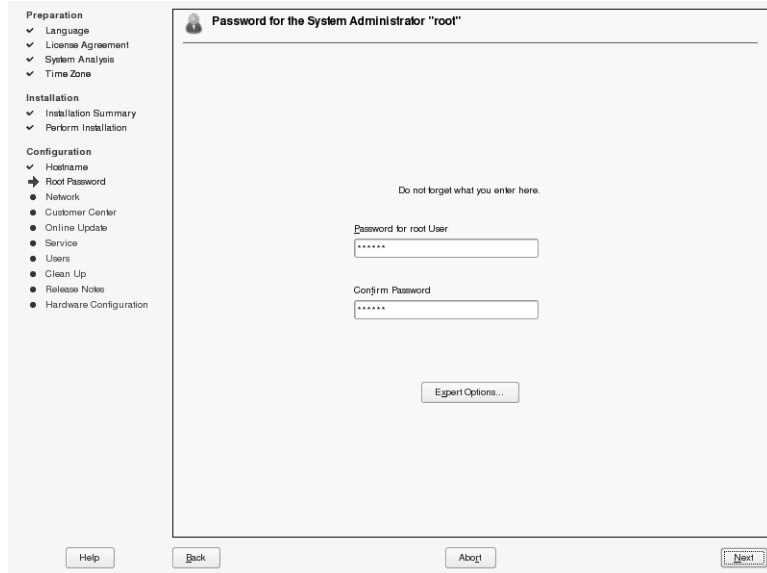 Preparation
Language
License Agreement
System Analysis
Time Zone
Installation
Installation Summary
Perform Installation
Configuration
Hostname
Root Password
Network
Customer Center
Online Update
Service
Users
Clean Up
Release Notes
Hardware Configuration
Password for the System Administrator "root"
Do not forget what you enter here.
Password for root User
******
Confirm Password
******
Expert Options...
Help
Back
Abort
Next